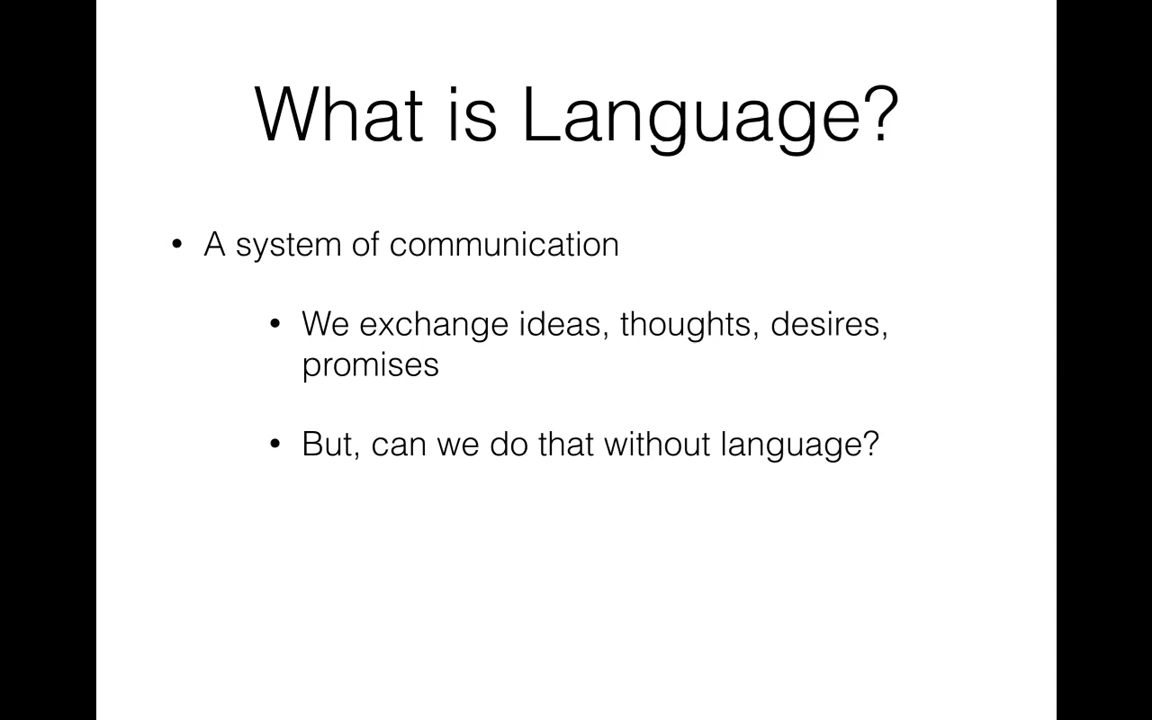 What is Language?
• A system of communication
• We exchange ideas, thoughts, desires,
promises
• But, can we do that without language?